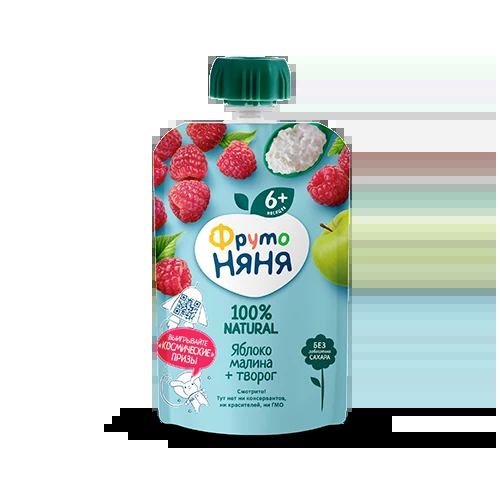 6+
МЕСЯЦЕВ
Фруто
НЯНЯ
100%
NATURAL
Яблоко
малина
+ творог
Смотрите!
Тут нет ни консервантов,
ни красителей, ни ГМО
ВЫИГРЫВАЙТЕ
«КОСМИЧЕСКИЕ»
ПРИЗЫ
БЕЗ
добавления
САХАРА